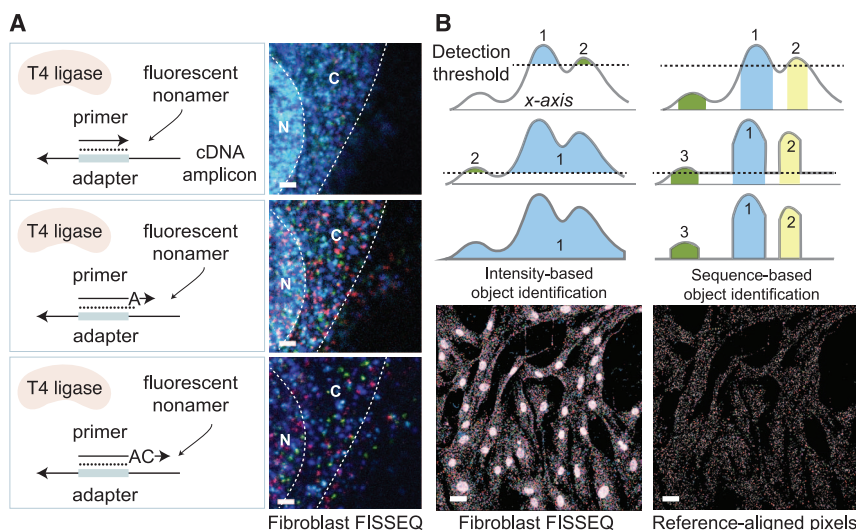 A
T4 ligase
fluorescent
nonamer
primer
cDNA
amplicon
adapter
N
C
T4 ligase
fluorescent
nonamer
primer
A
adapter
N
C
T4 ligase
fluorescent
nonamer
primer
AC
adapter
N
C
Fibroblast FISSEQ
B
Detection
threshold
1
2
x-axis
2
1
1
Intensity-based
object identification
1
2
3
1
2
3
1
2
Sequence-based
object identification
Fibroblast FISSEQ
Reference-aligned pixels